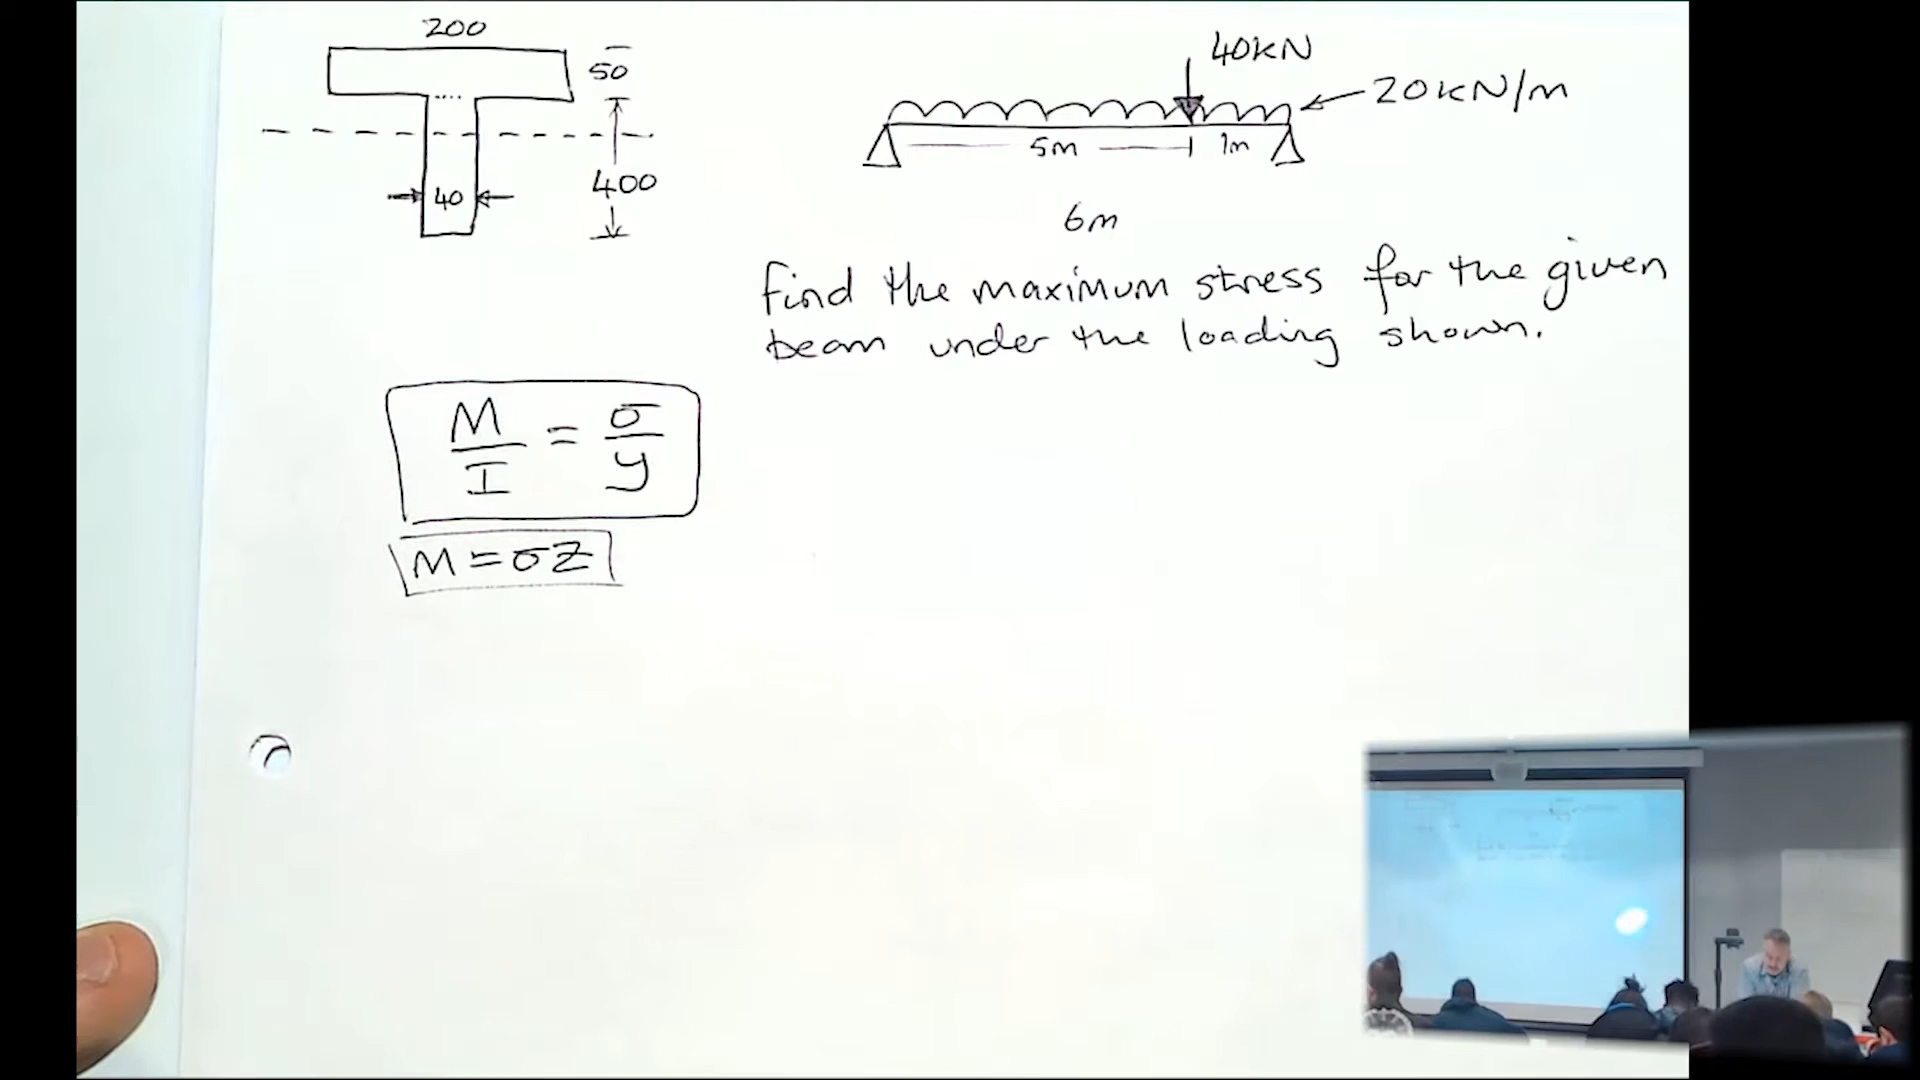 200
50
400
40
40kN
20kN/m
5m
1m
6m
Find the maximum stress for the given
beam under the loading shown.
M/I = σ/y
M=σZ